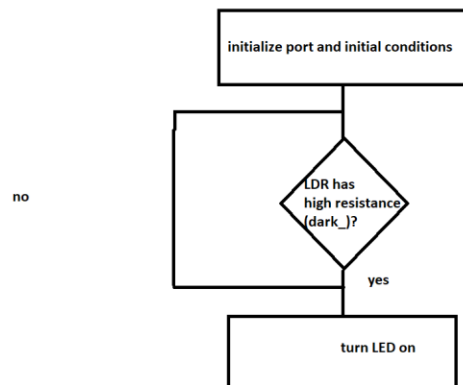 initialize port and initial conditions
LDR has
high resistance
(dark_)?
no
yes
turn LED on